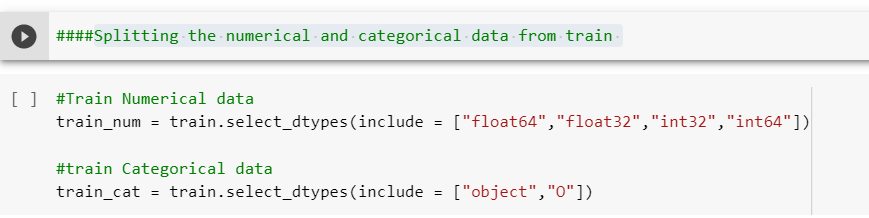 ####Splitting the numerical and categorical data from train
[ ] #Train Numerical data
train_num = train.select_dtypes(include = ["float64","float32","int32","int64"])
#train Categorical data
train_cat = train.select_dtypes(include = ["object","O"])